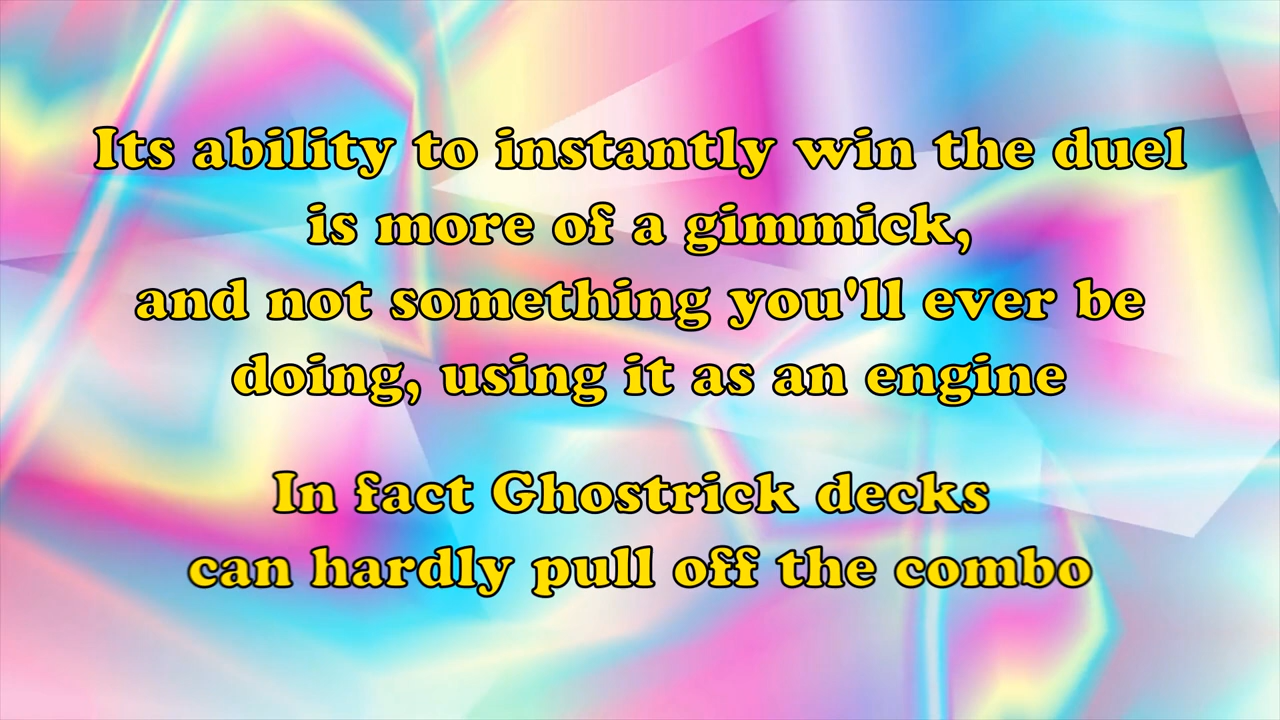 Its ability to instantly win the duel
is more of a gimmick,
and not something you'll ever be
doing, using it as an engine
In fact Ghostrick decks
can hardly pull off the combo